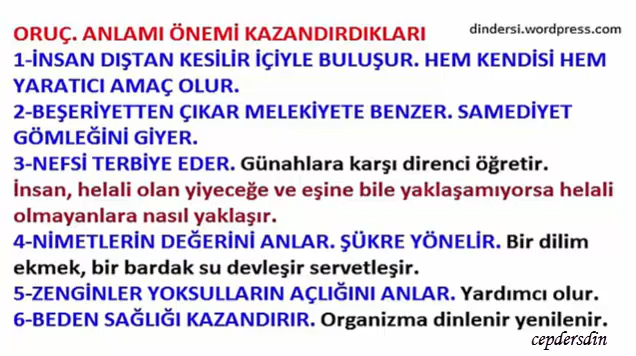 ORUÇ. ANLAMI ÖNEMİ KAZANDIRDIKLARI
dindersi.wordpress.com
1-İNSAN DIŞTAN KESİLİR İÇİYLE BULUŞUR. HEM KENDİSİ HEM
YARATICI AMAÇ OLUR.
2-BEŞERİYETTEN ÇIKAR MELEKİYETE BENZER. SAMEDİYET
GÖMLEĞİNİ GİYER.
3-NEFSİ TERBİYE EDER. Günahlara karşı direnci öğretir.
İnsan, helali olan yiyeceğe ve eşine bile yaklaşamıyorsa helali
olmayanlara nasıl yaklaşır.
4-NİMETLERİN DEĞERİNİ ANLAR. ŞÜKRE YÖNELİR. Bir dilim
ekmek, bir bardak su devleşir servetleşir.
5-ZENGİNLER YOKSULLARIN AÇLIĞINI ANLAR. Yardımcı olur.
6-BEDEN SAĞLIĞI KAZANDIRIR. Organizma dinlenir yenilenir.
cepdersdin